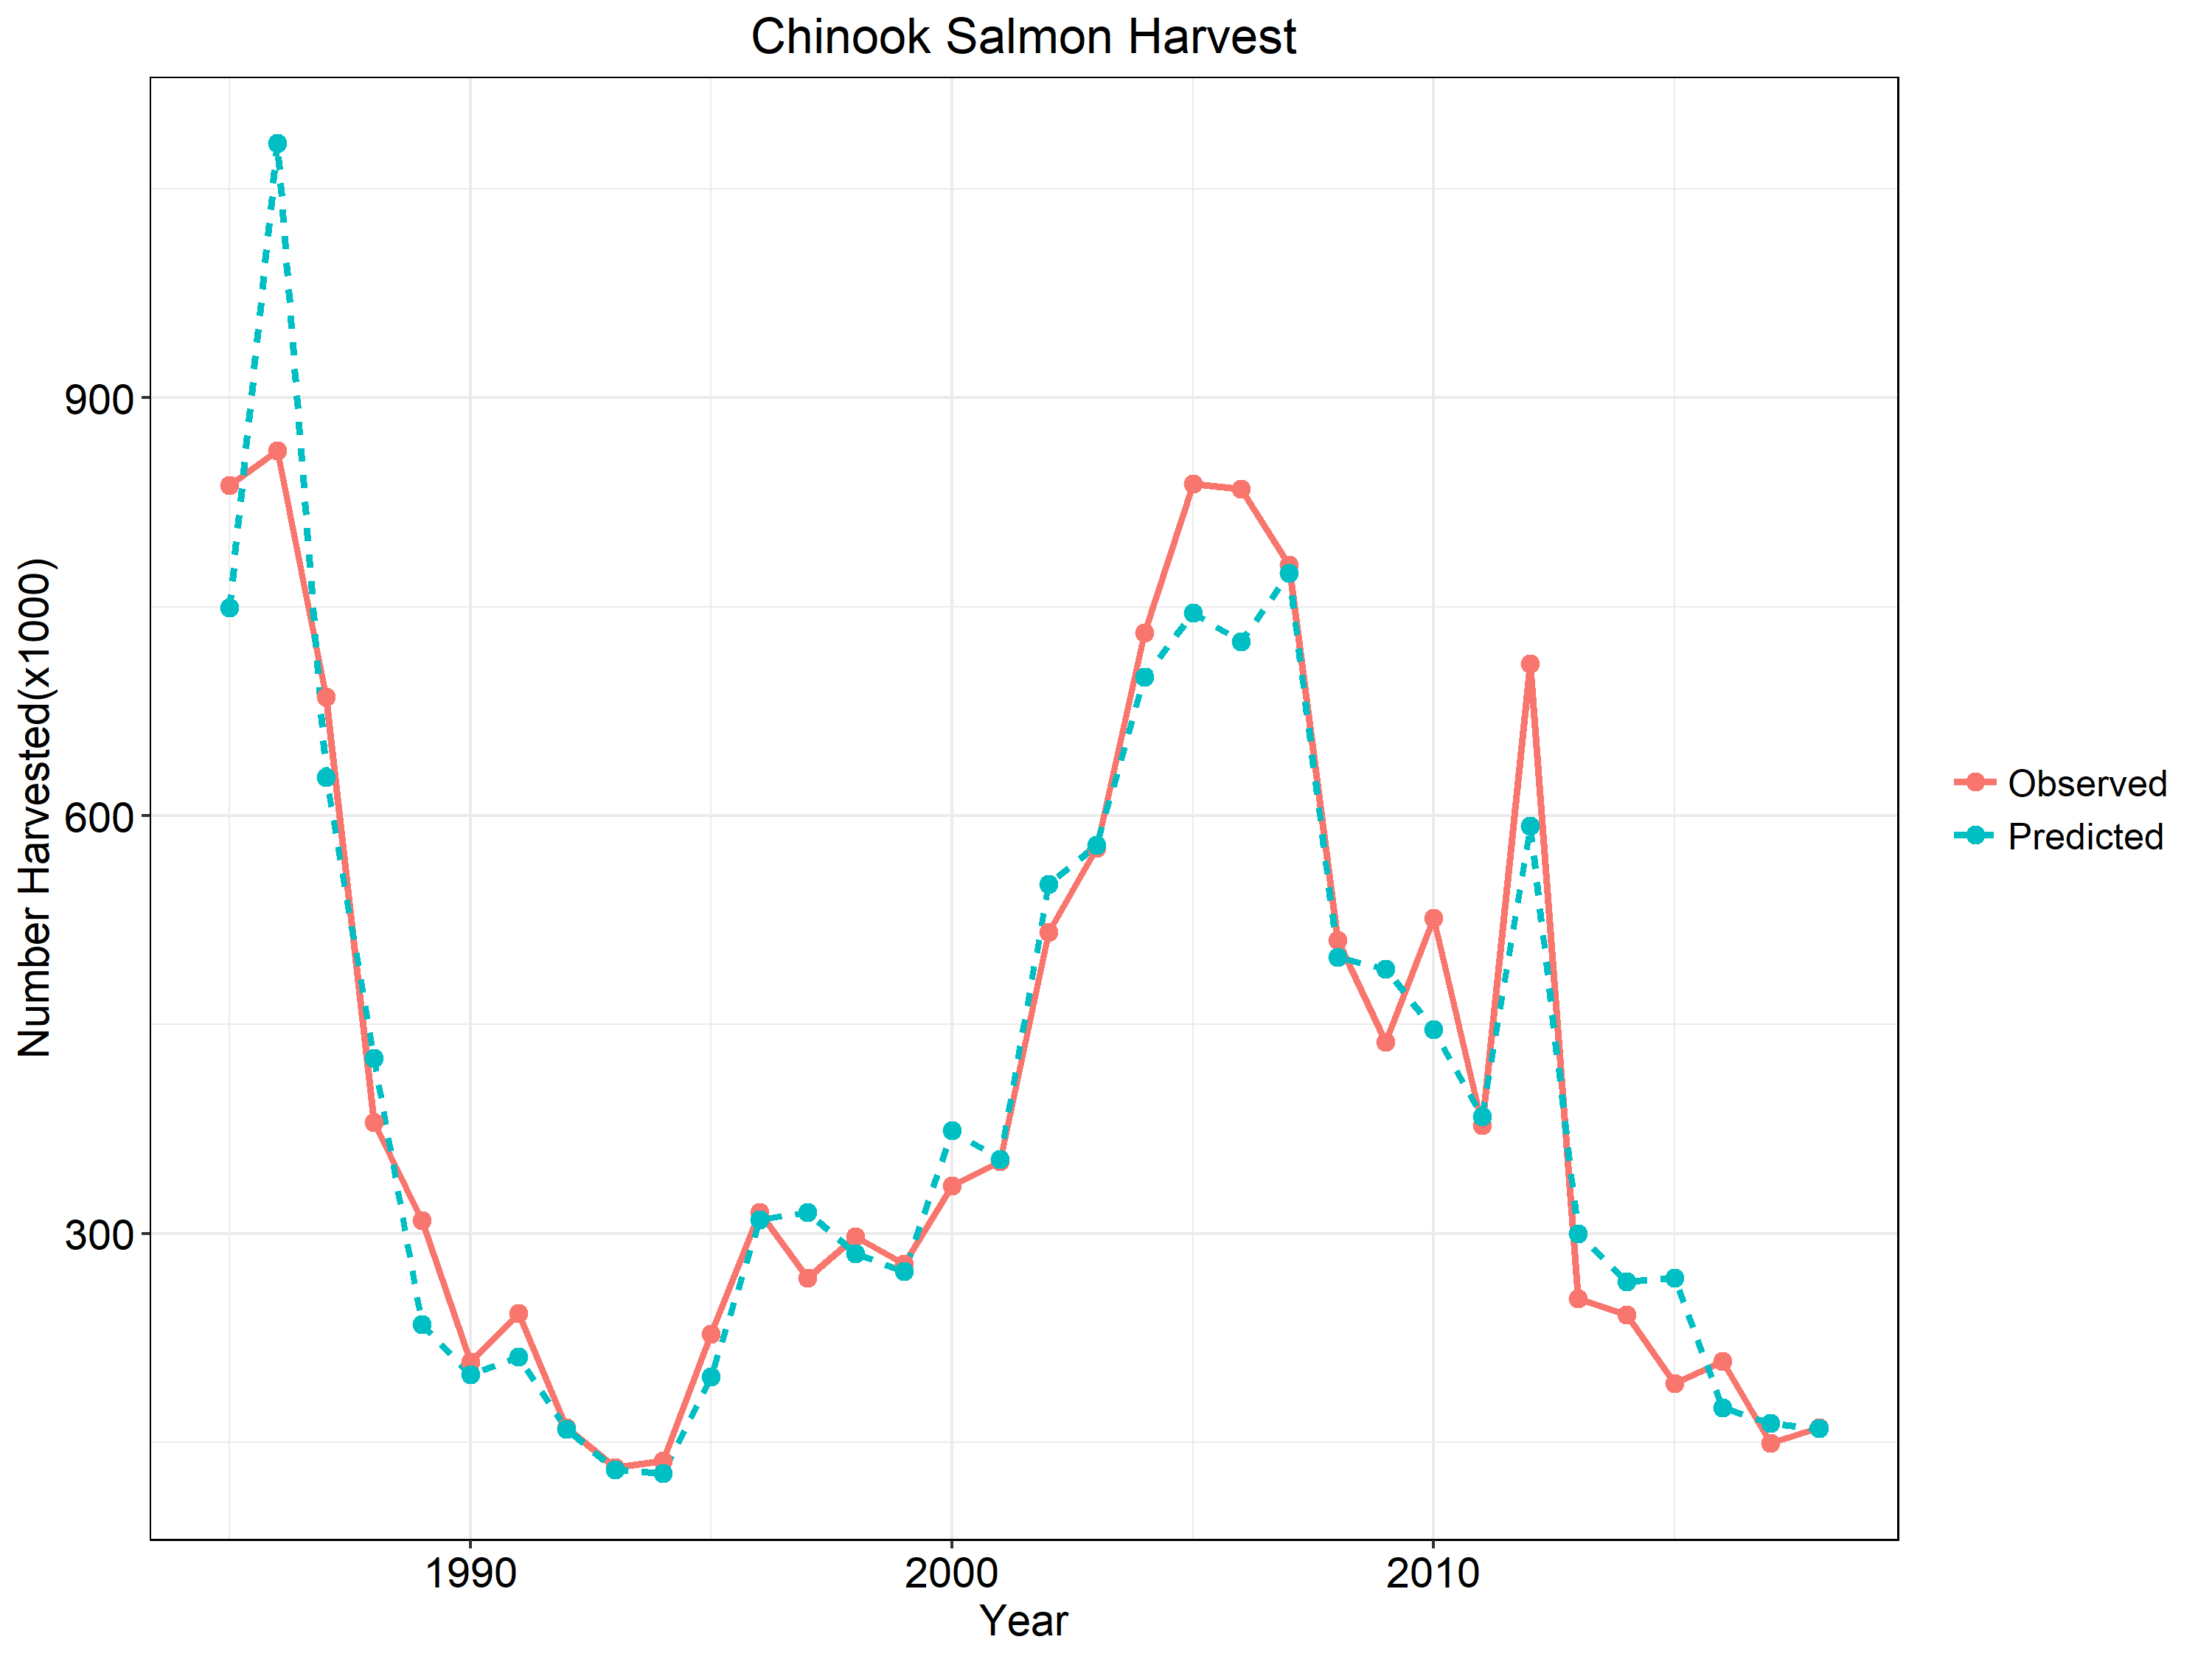 Chinook Salmon Harvest
Number Harvested(x1000)
900
600
300
1990
2000
2010
Year
Observed
Predicted